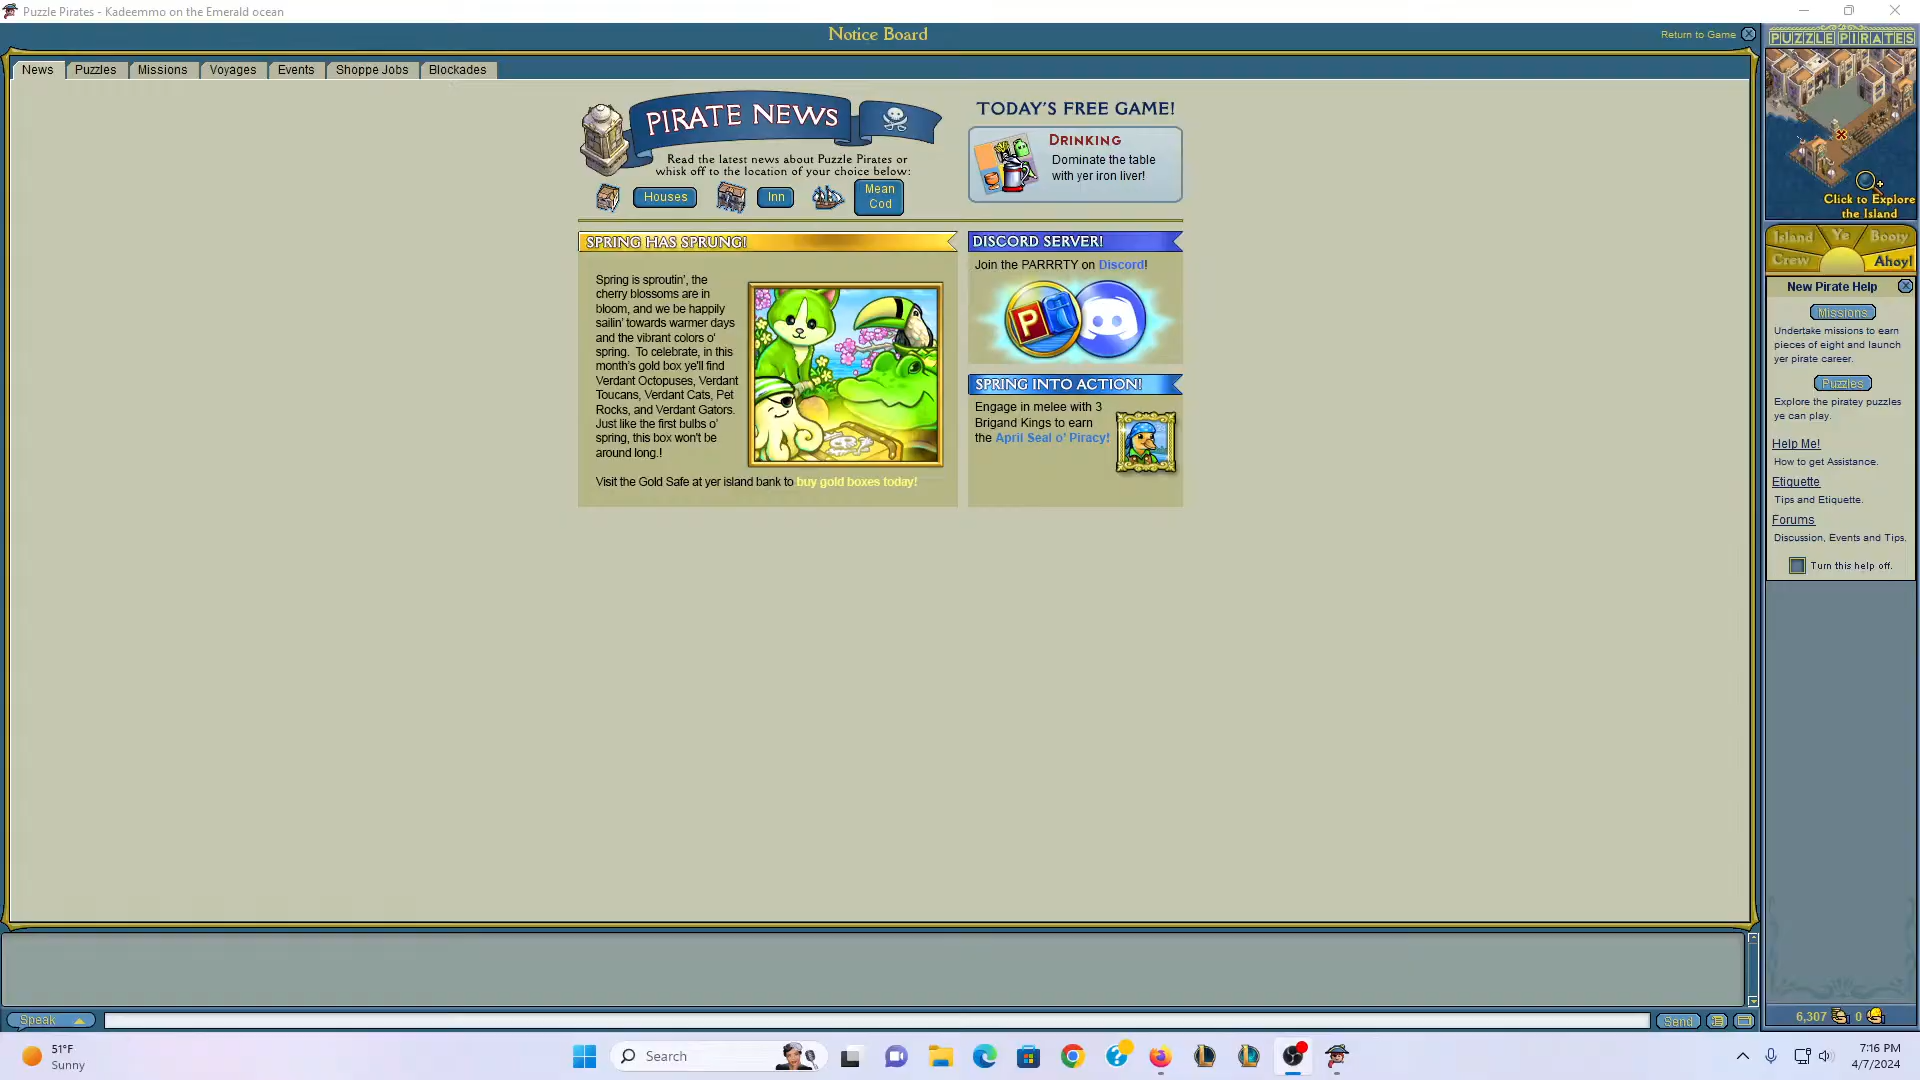 Puzzle Pirates - Kadeemmo on the Emerald ocean
Notice Board
Return to Game
News
Puzzles
Missions
Voyages
Events
Shoppe Jobs
Blockades
PIRATE NEWS
Read the latest news about Puzzle Pirates or
whisk off to the location of your choice below:
Houses
Inn
Mean
Cod
TODAY'S FREE GAME!
DRINKING
Dominate the table
with yer iron liver!
SPRING HAS SPRUNG!
Spring is sproutin', the
cherry blossoms are in
bloom, and we be happily
sailin' towards warmer days
and the vibrant colors o'
spring. To celebrate, in this
month's gold box ye'll find
Verdant Octopuses, Verdant
Toucans, Verdant Cats, Pet
Rocks, and Verdant Gators.
Just like the first bulbs o'
spring, this box won't be
around long.!
Visit the Gold Safe at yer island bank to buy gold boxes today!
DISCORD SERVER!
Join the PARRRTY on Discord!
P
SPRING INTO ACTION!
Engage in melee with 3
Brigand Kings to earn
the April Seal o' Piracy!
PUZZLE PIRATES
Click to Explore
the Island
Island
Ye
Booty
Crew
Ahoy!
New Pirate Help
Missions
Undertake missions to earn
pieces of eight and launch
yer pirate career.
Puzzles
Explore the piratey puzzles
ye can play.
Help Me!
How to get Assistance.
Etiquette
Tips and Etiquette.
Forums
Discussion, Events and Tips.
Turn this help off.
6,307
0
Speak
Send
51°F
Sunny
Search
7:16 PM
4/7/2024